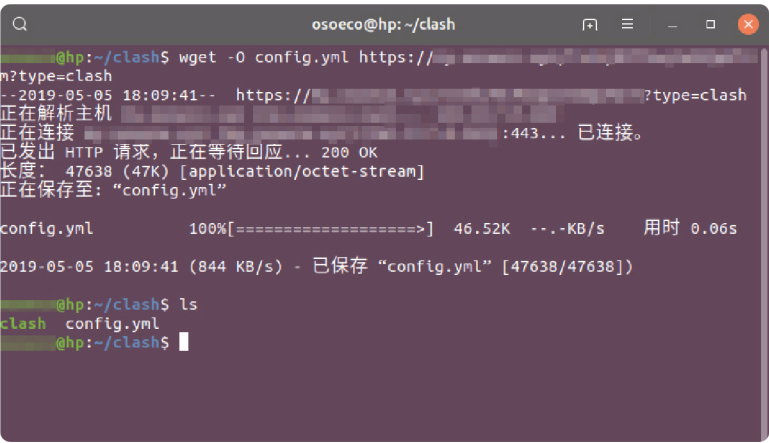 osoeco@hp: ~/clash
@hp:~/clash$ wget -O config.yml https://
m?type=clash
--2019-05-05 18:09:41--  https://?type=clash
正在解析主机
正在连接 :443... 已连接。
已发出 HTTP 请求，正在等待回应... 200 OK
长度： 47638 (47K) [application/octet-stream]
正在保存至: “config.yml”
config.yml 100%[===================>] 46.52K --.-KB/s 用时 0.06s
2019-05-05 18:09:41 (844 KB/s) - 已保存 “config.yml” [47638/47638])
@hp:~/clash$ ls
clash  config.yml
@hp:~/clash$